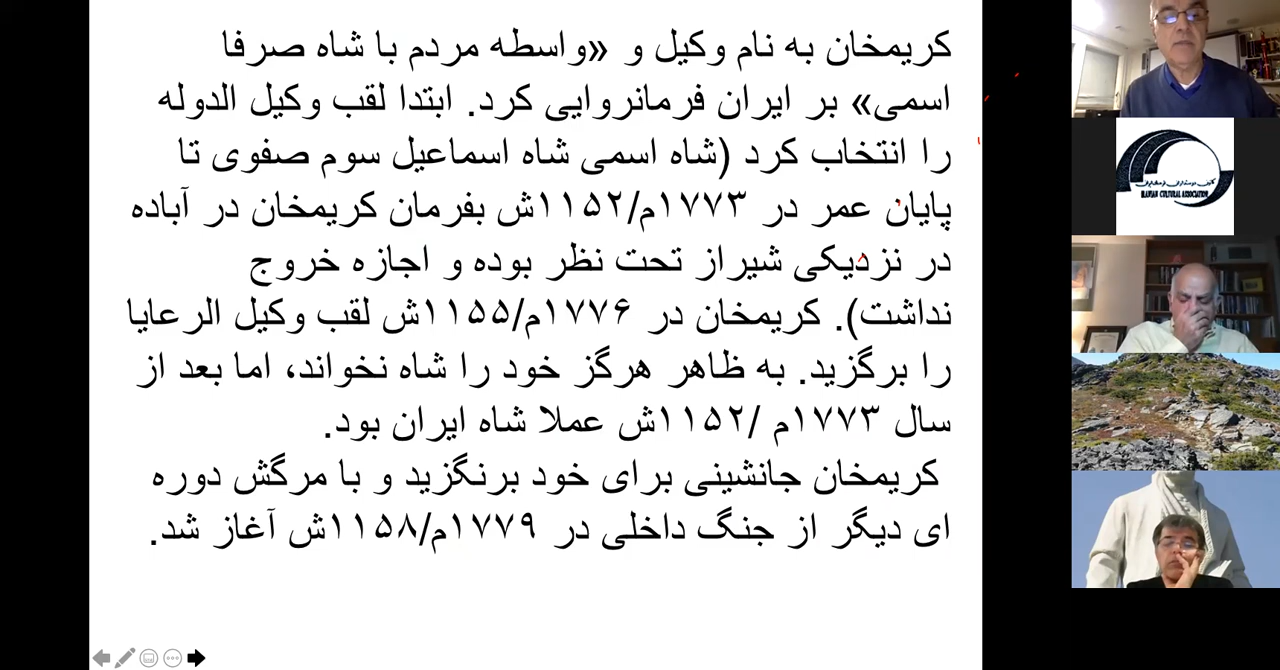 کریمخان به نام وکیل و «واسطه مردم با شاه صرفا
اسمی» بر ایران فرمانروایی کرد. ابتدا لقب وکیل الدوله
را انتخاب کرد (شاه اسمی شاه اسماعیل سوم صفوی تا
پایان عمر در ۱۷۷۳م/۱۱۵۲ش بفرمان کریمخان در آباده
در نزدیکی شیراز تحت نظر بوده و اجازه خروج
نداشت). کریمخان در ۱۷۷۶م/۱۱۵۵ش لقب وکیل الرعایا
را برگزید. به ظاهر هرگز خود را شاه نخواند، اما بعد از
سال ۱۷۷۳م /۱۱۵۲ش عملا شاه ایران بود.
کریمخان جانشینی برای خود برنگزید و با مرگش دوره
ای دیگر از جنگ داخلی در ۱۷۷۹م/۱۱۵۸ش آغاز شد.
IRANIAN CULTURAL ASSOCIATION